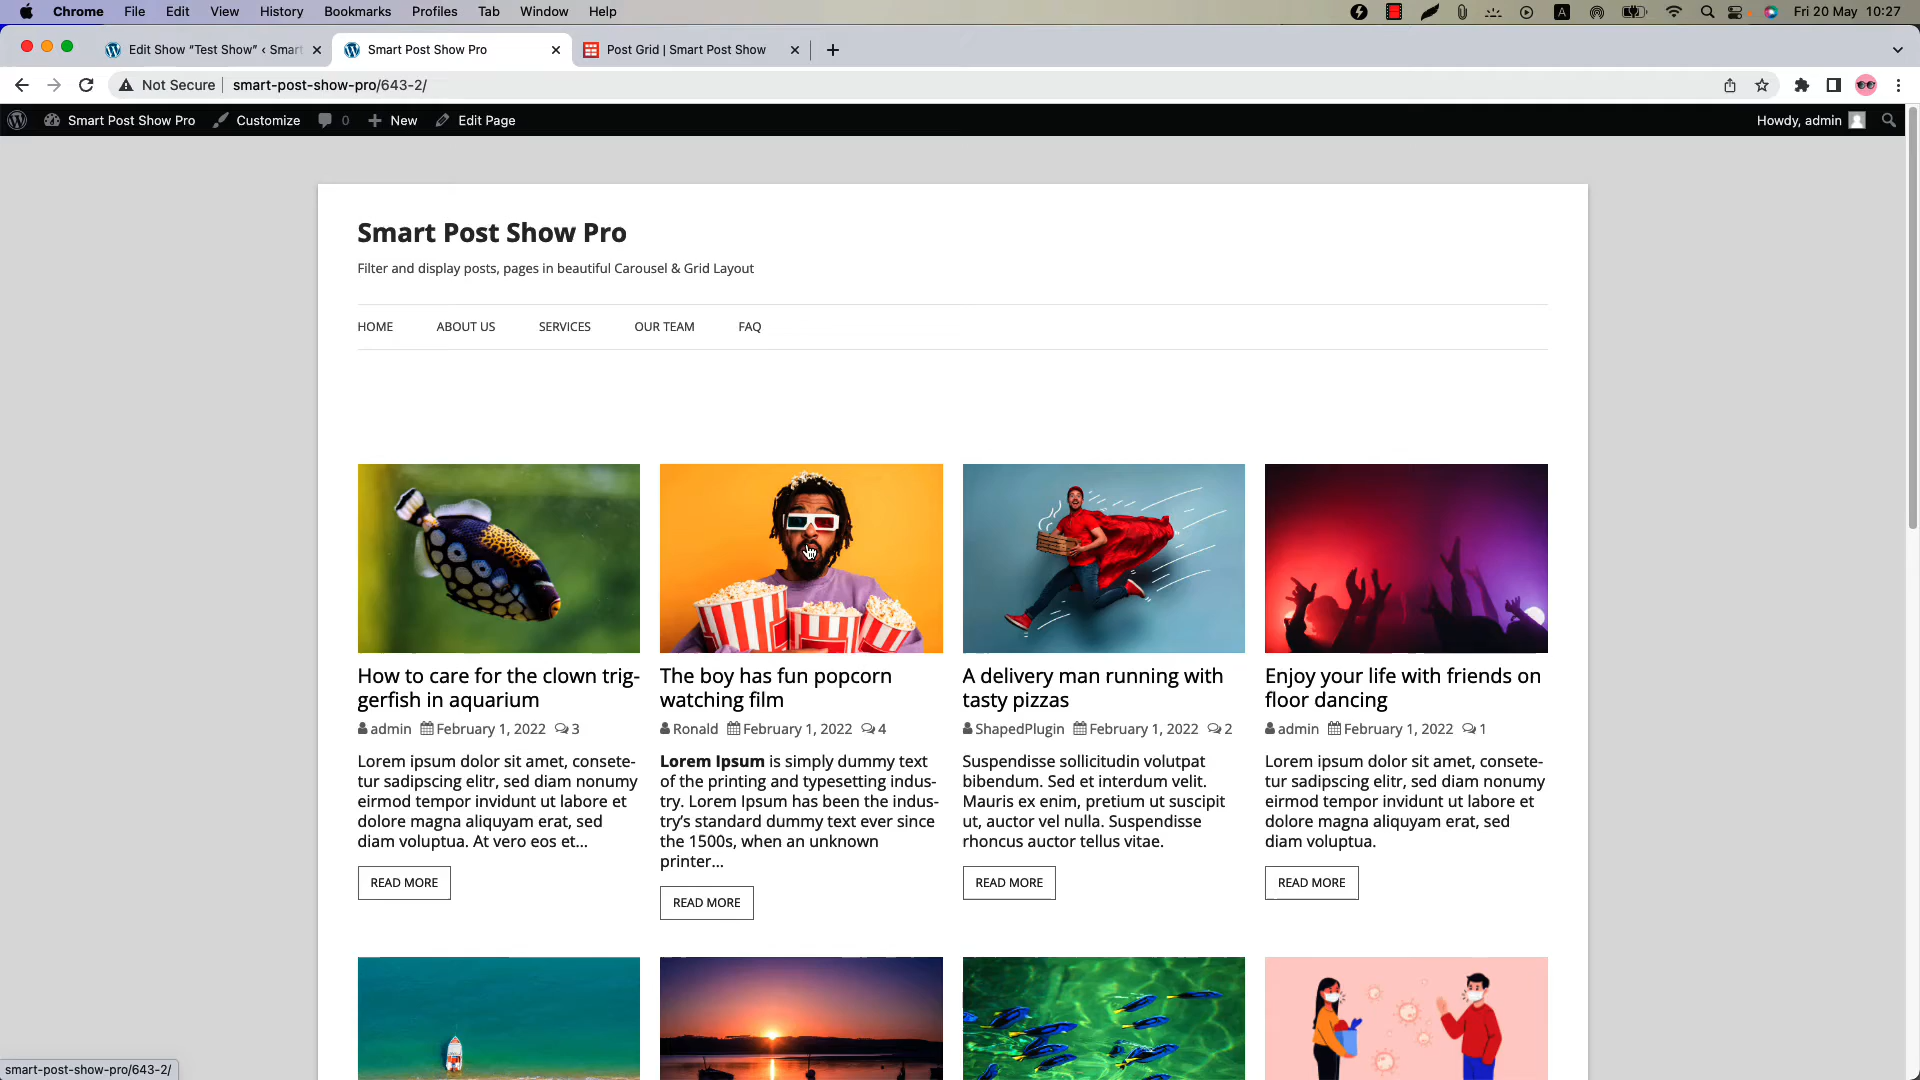 Chrome File Edit View History Bookmarks Profiles Tab Window Help A Fri 20 May 10:27
Edit Show “Test Show” ‹ Smart Smart Post Show Pro Post Grid | Smart Post Show
Not Secure smart-post-show-pro/643-2/
Smart Post Show Pro Customize 0 New Edit Page Howdy, admin
Smart Post Show Pro
Filter and display posts, pages in beautiful Carousel & Grid Layout
HOME ABOUT US SERVICES OUR TEAM FAQ
How to care for the clown trig-
gerfish in aquarium
admin February 1, 2022 3
Lorem ipsum dolor sit amet, consete-
tur sadipscing elitr, sed diam nonumy
eirmod tempor invidunt ut labore et
dolore magna aliquyam erat, sed
diam voluptua. At vero eos et...
READ MORE
The boy has fun popcorn
watching film
Ronald February 1, 2022 4
Lorem Ipsum is simply dummy text
of the printing and typesetting indus-
try. Lorem Ipsum has been the indus-
try’s standard dummy text ever since
the 1500s, when an unknown
printer...
READ MORE
A delivery man running with
tasty pizzas
ShapedPlugin February 1, 2022 2
Suspendisse sollicitudin volutpat
bibendum. Sed et interdum velit.
Mauris ex enim, pretium ut suscipit
ut, auctor vel nulla. Suspendisse
rhoncus auctor tellus vitae.
READ MORE
Enjoy your life with friends on
floor dancing
admin February 1, 2022 1
Lorem ipsum dolor sit amet, consete-
tur sadipscing elitr, sed diam nonumy
eirmod tempor invidunt ut labore et
dolore magna aliquyam erat, sed
diam voluptua.
READ MORE
smart-post-show-pro/643-2/